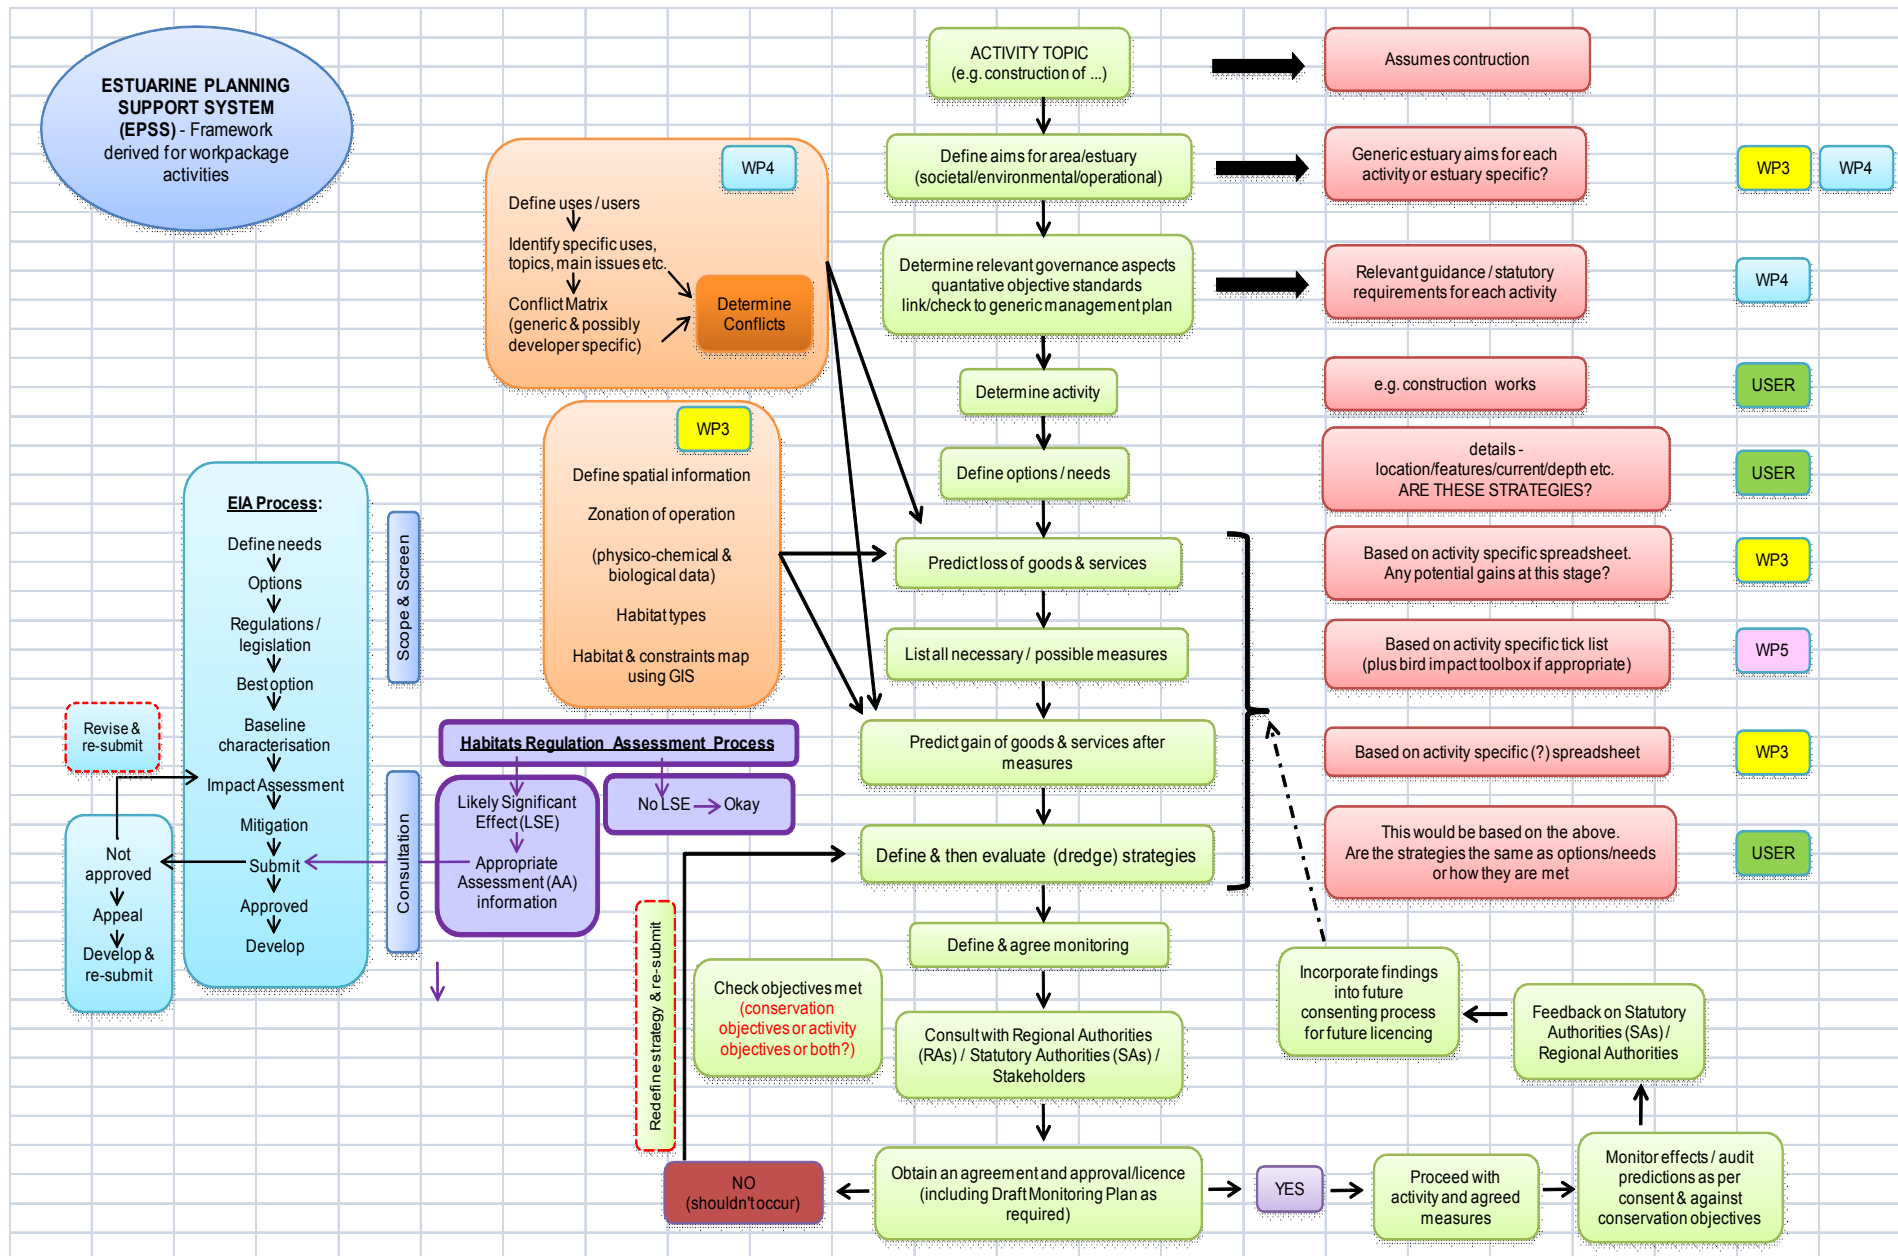 ESTUARINE PLANNING
SUPPORT SYSTEM
(EPSS) - Framework
derived for workpackage
activities
ACTIVITY TOPIC
(e.g. construction of ...)
Assumes contruction
WP4
Define uses / users
Identify specific uses,
topics, main issues etc.
Conflict Matrix
(generic & possibly
developer specific)
Determine
Conflicts
Define aims for area/estuary
(societal/environmental/operational)
Generic estuary aims for each
activity or estuary specific?
WP3
WP4
Determine relevant governance aspects
quantative objective standards
link/check to generic management plan
Relevant guidance / statutory
requirements for each activity
WP4
Determine activity
e.g. construction works
USER
WP3
Define spatial information
Zonation of operation
(physico-chemical &
biological data)
Habitat types
Habitat & constraints map
using GIS
Define options / needs
details -
location/features/current/depth etc.
ARE THESE STRATEGIES?
USER
Predict loss of goods & services
Based on activity specific spreadsheet.
Any potential gains at this stage?
WP3
List all necessary / possible measures
Based on activity specific tick list
(plus bird impact toolbox if appropriate)
WP5
Predict gain of goods & services after
measures
Based on activity specific (?) spreadsheet
WP3
Define & then evaluate (dredge) strategies
This would be based on the above.
Are the strategies the same as options/needs
or how they are met
USER
EIA Process:
Define needs
Options
Regulations /
legislation
Best option
Baseline
characterisation
Impact Assessment
Mitigation
Submit
Approved
Develop
Scope & Screen
Consultation
Revise &
re-submit
Not
approved
Appeal
Develop &
re-submit
Habitats Regulation Assessment Process
Likely Significant
Effect (LSE)
Appropriate
Assessment (AA)
information
No LSE
Okay
Redefine strategy & re-submit
Define & agree monitoring
Check objectives met
(conservation
objectives or activity
objectives or both?)
Consult with Regional Authorities
(RAs) / Statutory Authorities (SAs) /
Stakeholders
Incorporate findings
into future
consenting process
for future licencing
Feedback on Statutory
Authorities (SAs) /
Regional Authorities
NO
(shouldn't occur)
Obtain an agreement and approval/licence
(including Draft Monitoring Plan as
required)
YES
Proceed with
activity and agreed
measures
Monitor effects / audit
predictions as per
consent & against
conservation objectives